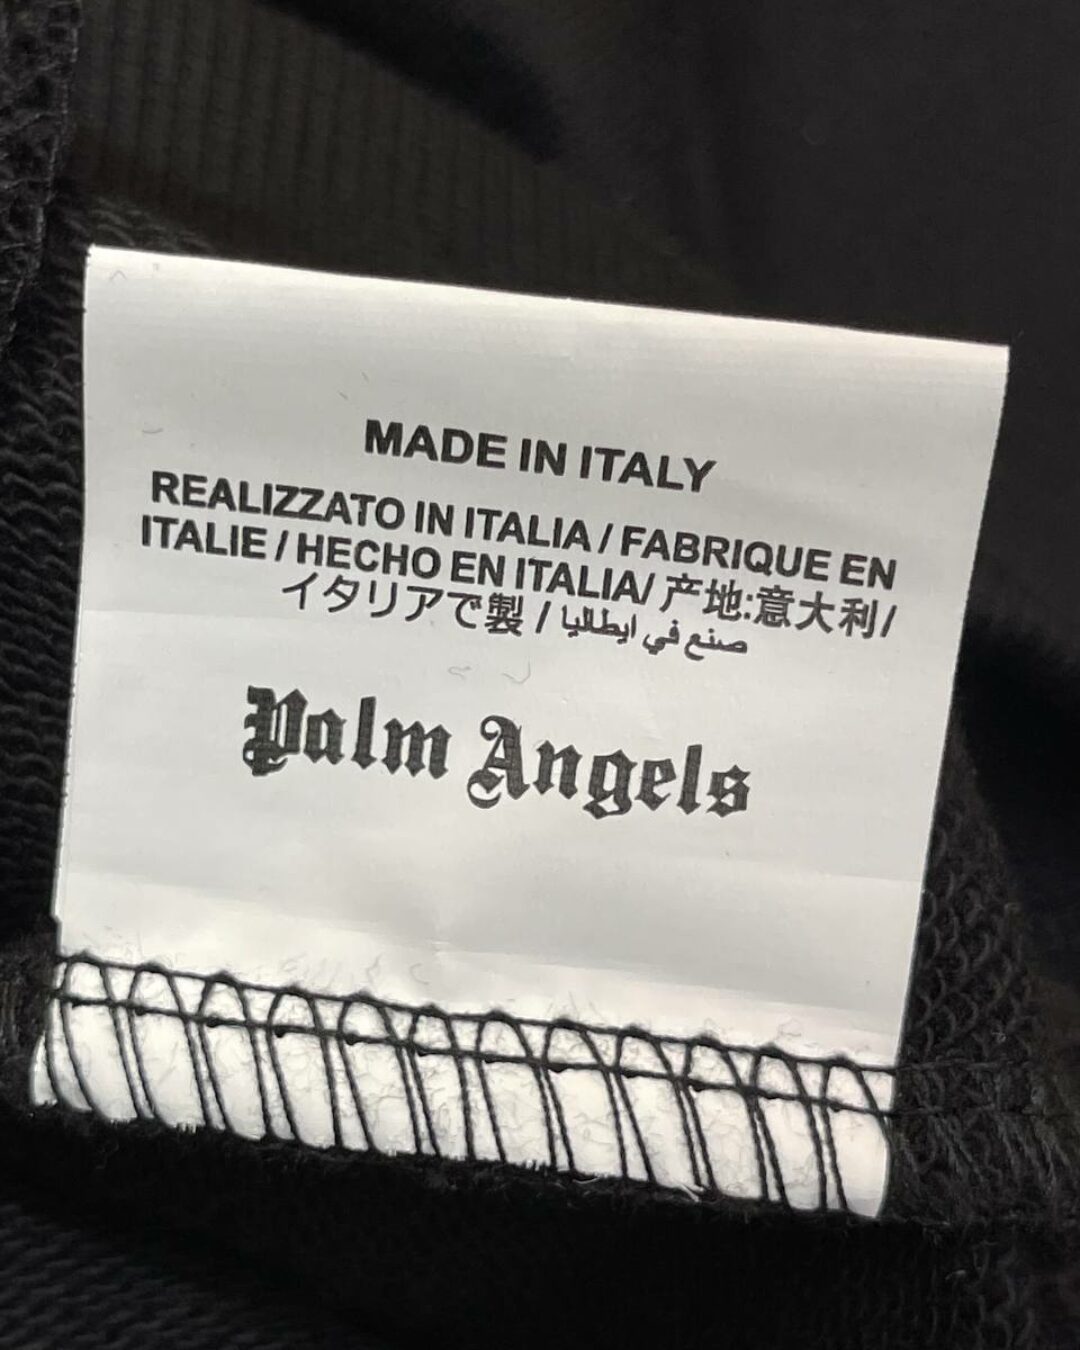 MADE IN ITALY
REALIZZATO IN ITALIA / FABRIQUE EN
ITALIE / HECHO EN ITALIA/ 产地:意大利/
イタリアで製 / صنع في ايطاليا
Palm Angels